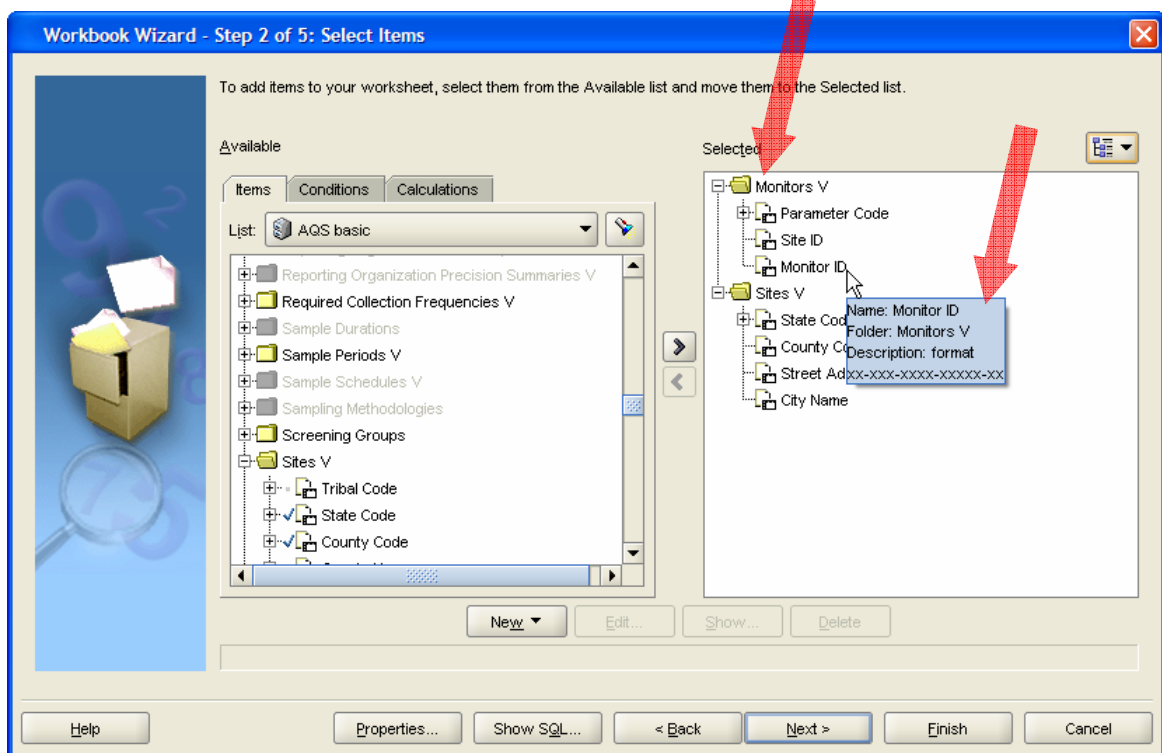 Workbook Wizard - Step 2 of 5: Select Items
To add items to your worksheet, select them from the Available list and move them to the Selected list.
Available
Items Conditions Calculations
List: AQS basic
Reporting Organization Precision Summaries V
Required Collection Frequencies V
Sample Durations
Sample Periods V
Sample Schedules V
Sampling Methodologies
Screening Groups
Sites V
Tribal Code
State Code
County Code
Selected
Monitors V
Parameter Code
Site ID
Monitor ID
Sites V
State Cod
County Co
Street Ad
City Name
Name: Monitor ID
Folder: Monitors V
Description: format
xx-xxx-xxxx-xxxxx-xx
New Edit... Show... Delete
Help Properties... Show SQL... < Back Next > Finish Cancel